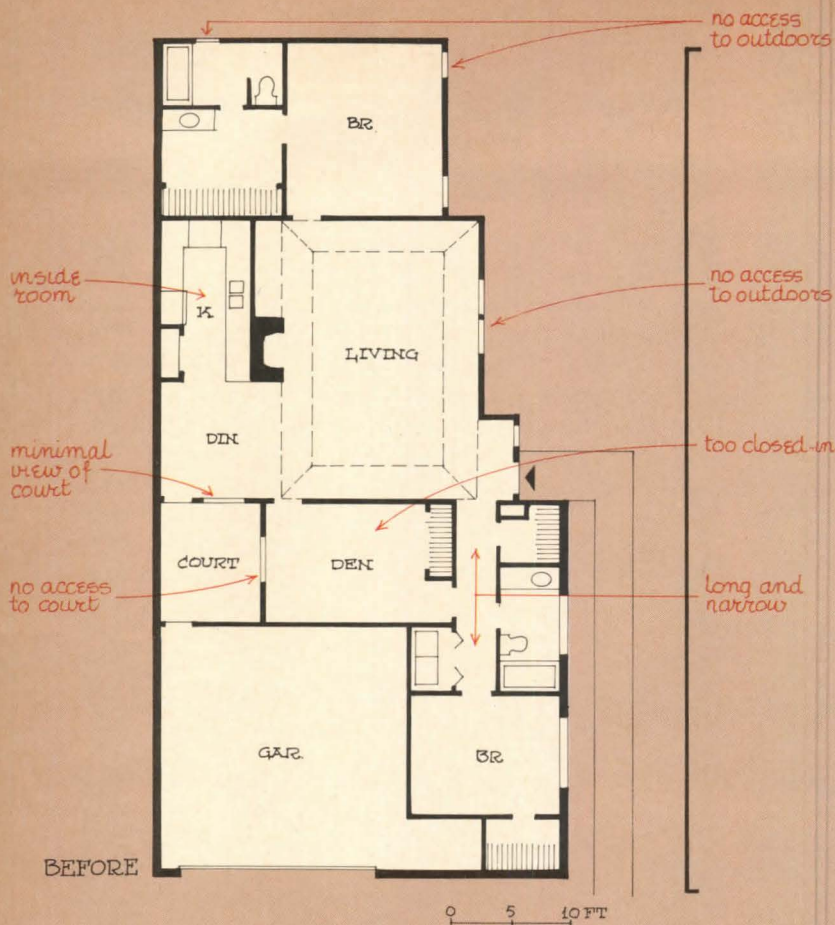 no access
to outdoors
BR
inside
room
K
no access
to outdoors
LIVING
DIN
minimal
view of
court
too closed-in
COURT
DEN
no access
to court
long and
narrow
GAR.
BR
BEFORE
0 5 10 FT